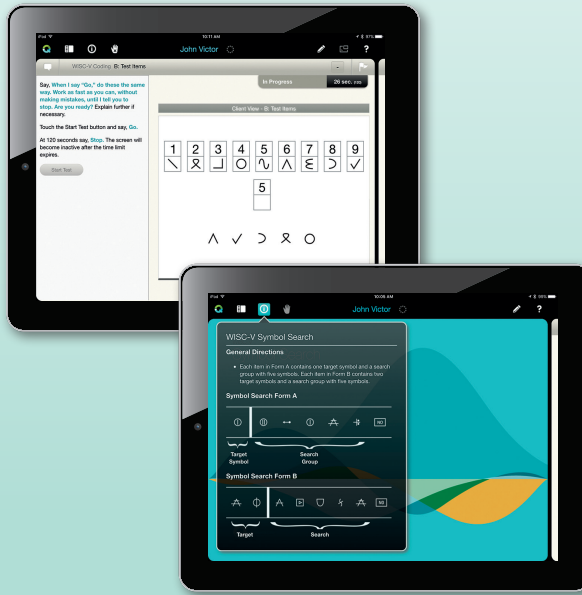 iPad
10:11 AM
97%
John Victor
?
WISC-V Coding B: Test Items
Say, When I say "Go," do these the same
way. Work as fast as you can, without
making mistakes, until I tell you to
stop. Are you ready? Explain further if
necessary.
Touch the Start Test button and say, Go.
At 120 seconds say, Stop. The screen will
become inactive after the time limit
expires.
Start Test
In Progress
26 sec.
Client View - B: Test Items
1 2 3 4 5 6 7 8 9
5
iPad
10:06 AM
John Victor
?
WISC-V Symbol Search
General Directions
• Each item in Form A contains one target symbol and a search
group with five symbols. Each item in Form B contains two
target symbols and a search group with five symbols.
Symbol Search Form A
NO
Target
Symbol
Search
Group
Symbol Search Form B
NO
Target
Search